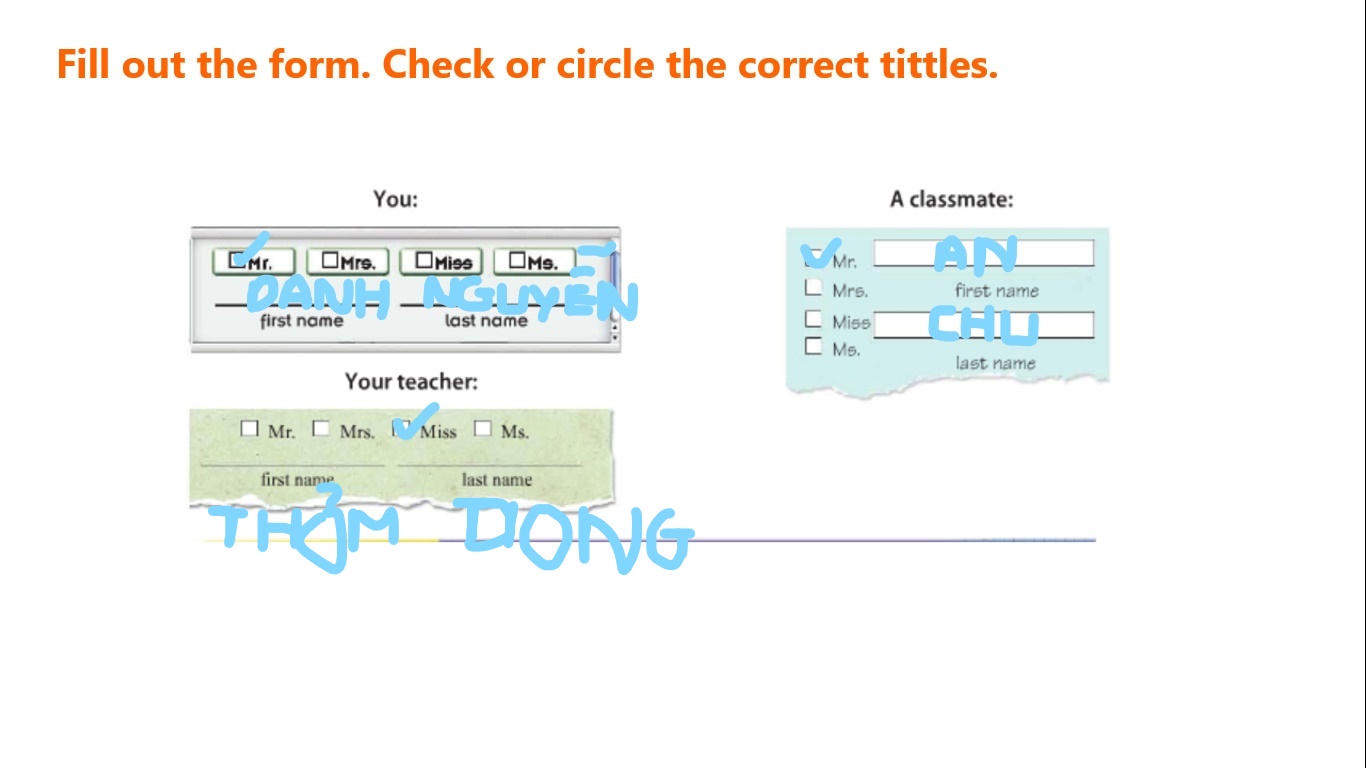 Fill out the form. Check or circle the correct tittles.
You:
Mr. Mrs. Miss Ms.
DANH NGUYỄN
first name last name
Your teacher:
Mr. Mrs. Miss Ms.
first name last name
THỎM DONG
A classmate:
Mr. AN
Mrs. first name
Miss CHU
Ms.
last name